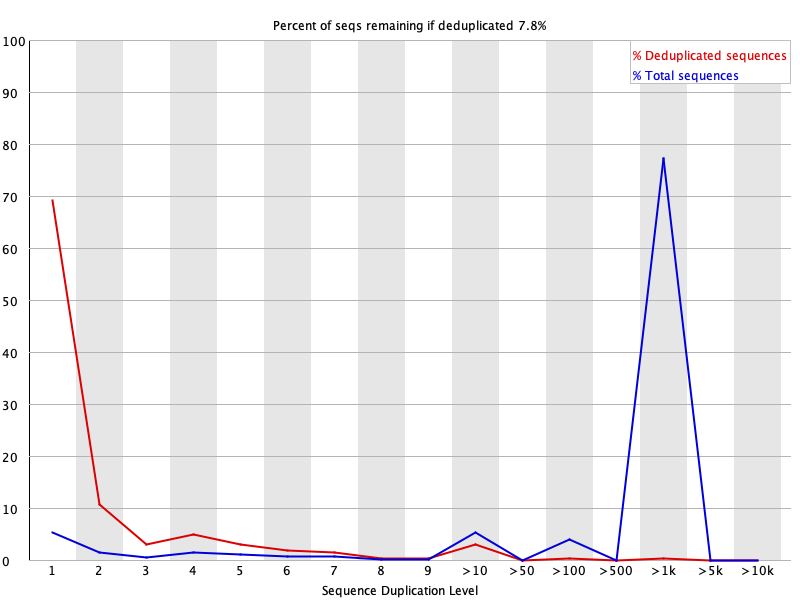 Percent of seqs remaining if deduplicated 7.8%
% Deduplicated sequences
% Total sequences
100
90
80
70
60
50
40
30
20
10
0
1 2 3 4 5 6 7 8 9 >10 >50 >100 >500 >1k >5k >10k
Sequence Duplication Level